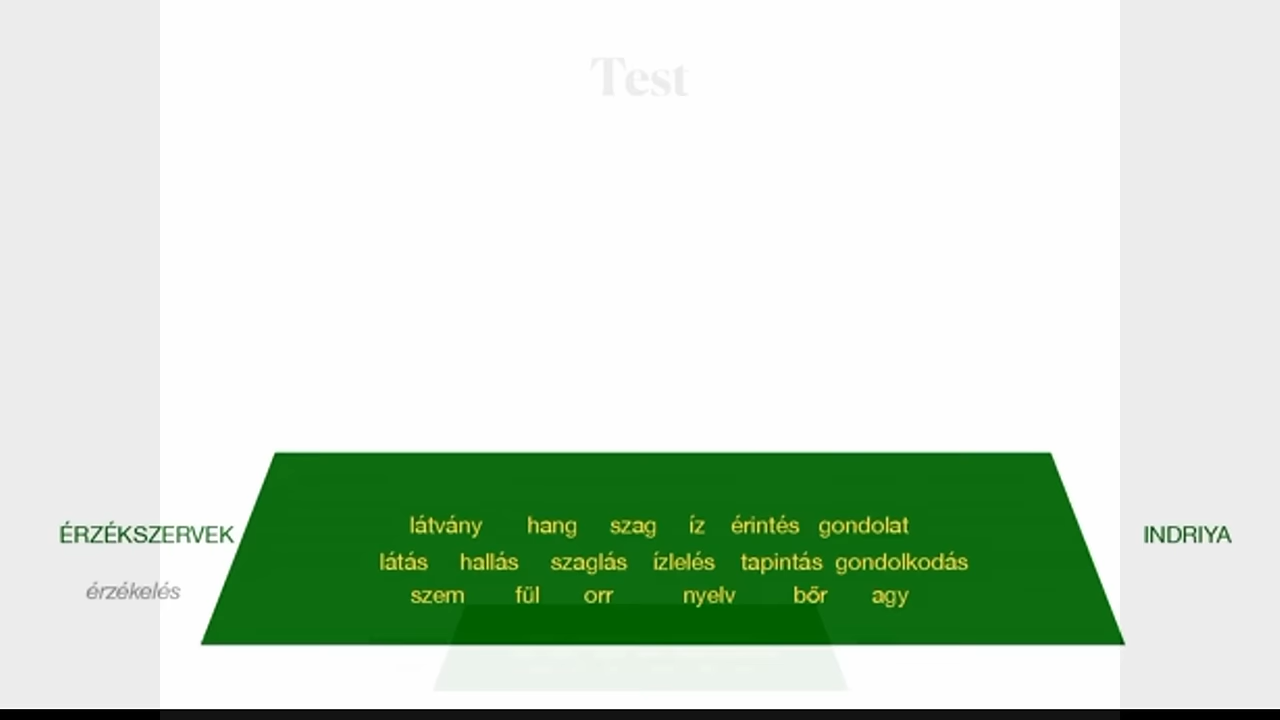 Test
látvány hang szag íz érintés gondolat
ÉRZÉKSZERVEK
INDRIYA
látás hallás szaglás ízlelés tapintás gondolkodás
érzékelés
szem fül orr nyelv bőr agy